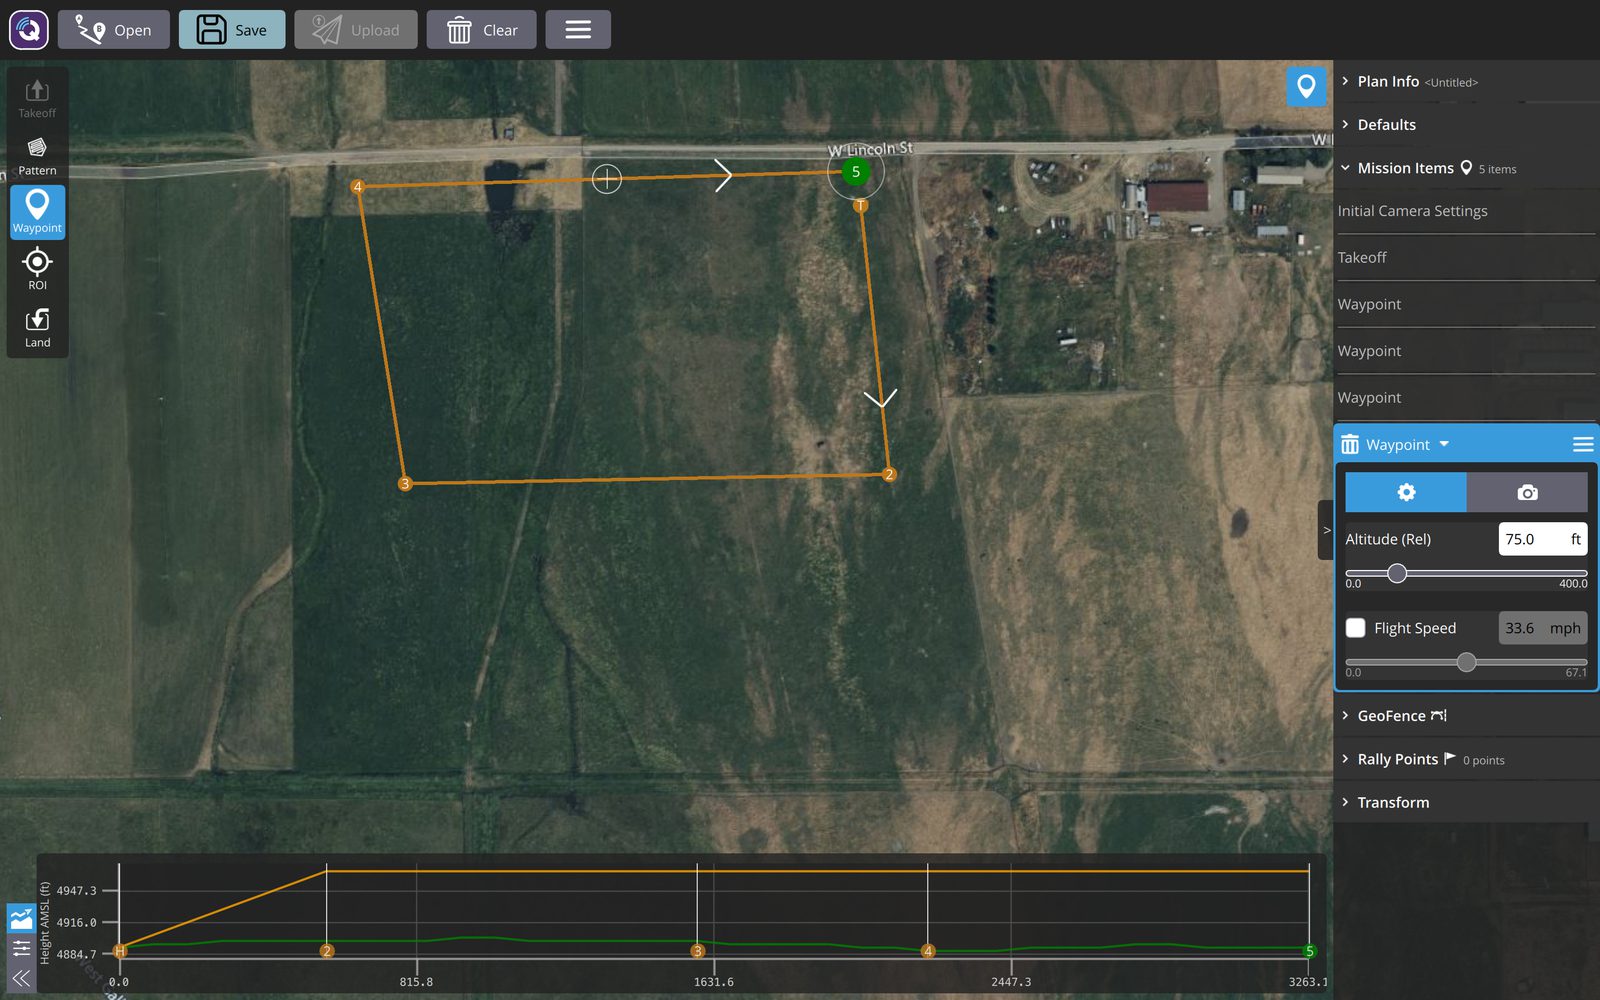 Open
Save
Upload
Clear
Takeoff
Pattern
Waypoint
ROI
Land
W Lincoln St
W
4
5
T
3
2
Plan Info <Untitled>
Defaults
Mission Items 5 items
Initial Camera Settings
Takeoff
Waypoint
Waypoint
Waypoint
Waypoint
Altitude (Rel) 75.0 ft
0.0 400.0
Flight Speed 33.6 mph
0.0 67.1
GeoFence
Rally Points 0 points
Transform
Height AMSL (ft)
4947.3
4916.0
4884.7
H 2 3 4 5
0.0 815.8 1631.6 2447.3 3263.1